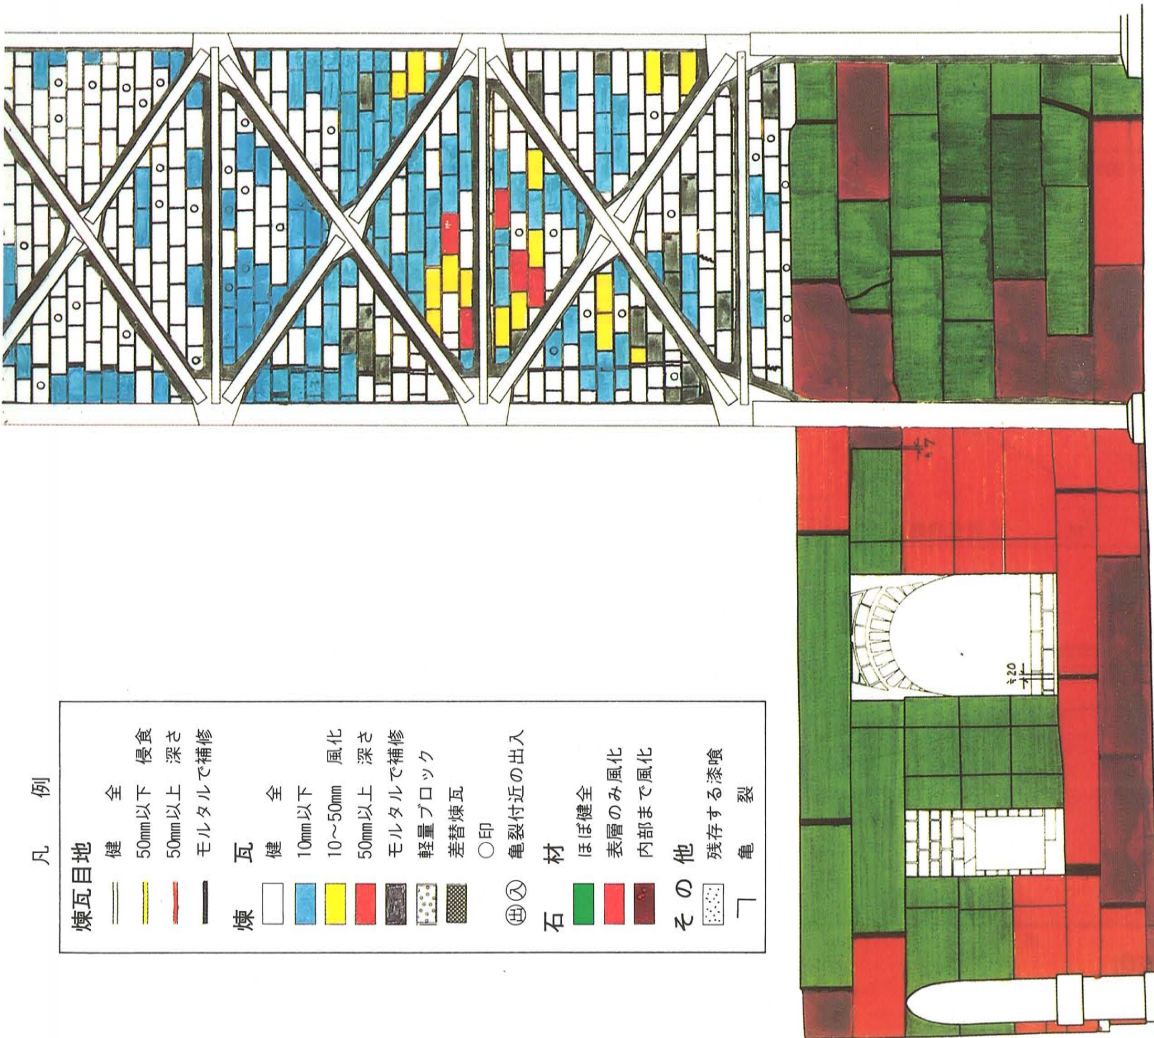 凡 例
煉瓦目地
健 全
50mm以下 侵食
50mm以上 深さ
モルタルで補修
煉 瓦
健 全
10mm以下
10〜50mm 風化
50mm以上 深さ
モルタルで補修
軽量ブロック
差替煉瓦
○印
出 入 亀裂付近の出入
石 材
ほぼ健全
表層のみ風化
内部まで風化
そ の 他
残存する漆喰
亀 裂
20